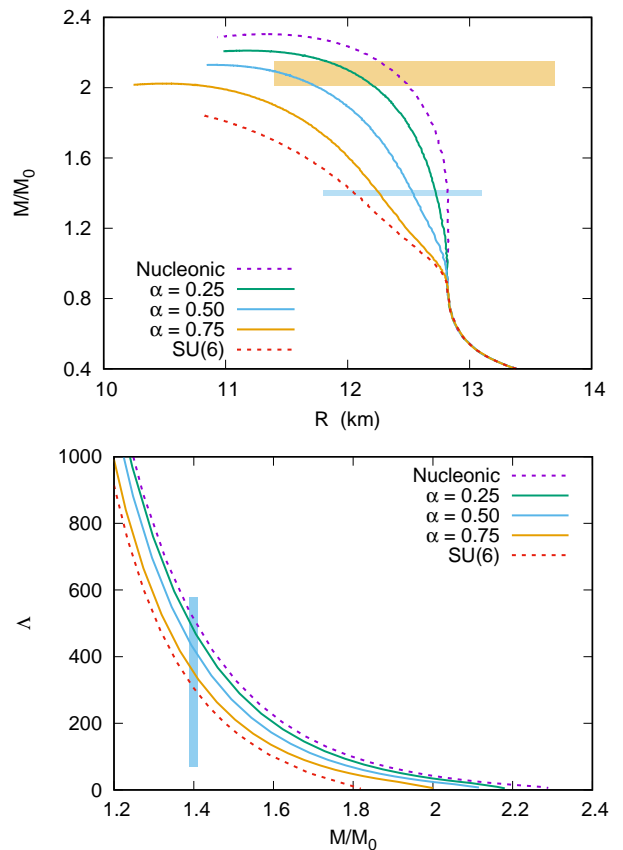 M/M0
2.4
2
1.6
1.2
0.8
0.4
Nucleonic
α = 0.25
α = 0.50
α = 0.75
SU(6)
10 11 12 13 14
R (km)
Λ
1000
800
600
400
200
0
Nucleonic
α = 0.25
α = 0.50
α = 0.75
SU(6)
1.2 1.4 1.6 1.8 2 2.2 2.4
M/M0